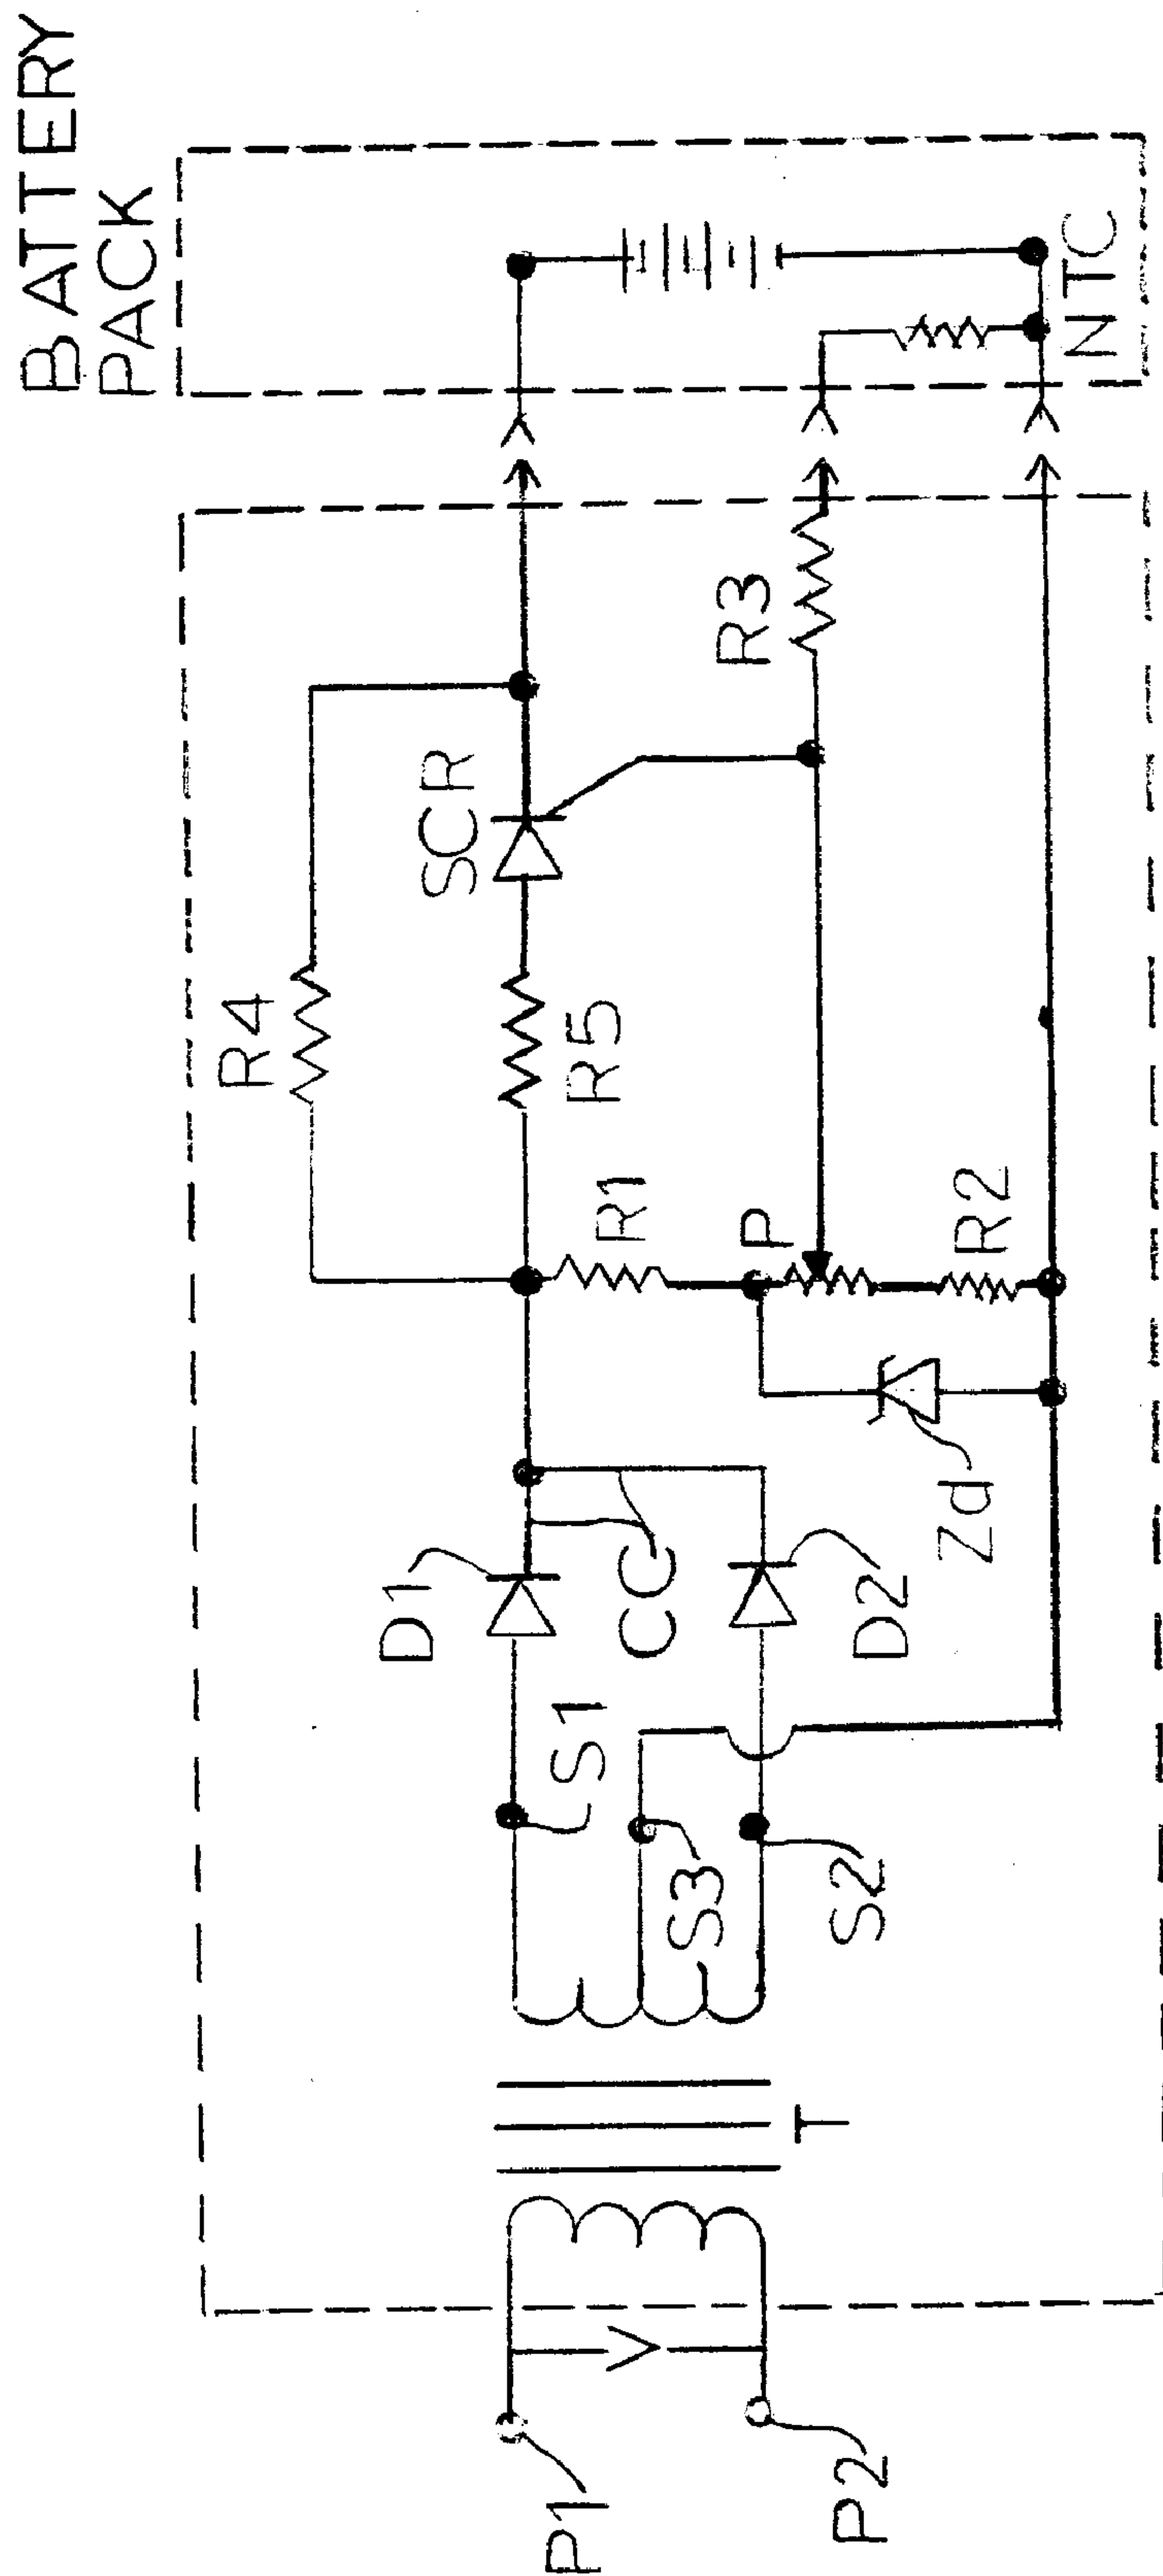 BATTERY
PACK
R4
SCR
R3
NTC
R5
R1
P
R2
D1
CC
D2
Zd
S1
S3
S2
T
V
P1
P2